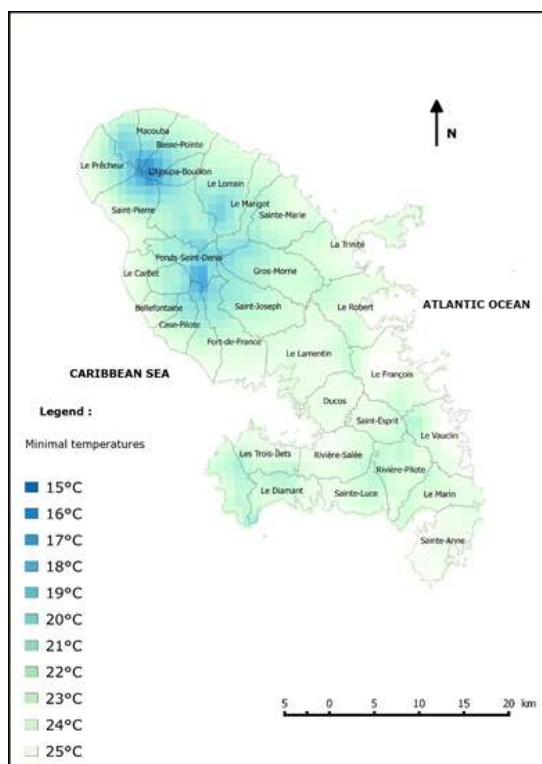 N
Macouba
Basse-Pointe
Le Prêcheur
L'Ajoupa-Bouillon
Le Lorrain
Le Marigot
Saint-Pierre
Sainte-Marie
La Trinité
Fonds-Saint-Denis
Le Carbet
Gros-Morne
Bellefontaine
Saint-Joseph
Le Robert
ATLANTIC OCEAN
Case-Pilote
Fort-de-France
Le Lamentin
CARIBBEAN SEA
Le François
Ducos
Legend :
Saint-Esprit
Le Vauclin
Minimal temperatures
Les Trois-Îlets
Rivière-Salée
Rivière-Pilote
Le Diamant
Sainte-Luce
Le Marin
Sainte-Anne
15°C
16°C
17°C
18°C
19°C
20°C
21°C
22°C
23°C
24°C
25°C
5 0 5 10 20 km